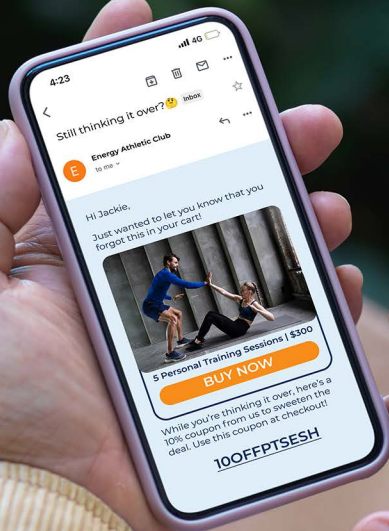 4:23
4G
Still thinking it over?🤔 Inbox
E
Energy Athletic Club
to me
Hi Jackie,
Just wanted to let you know that you
forgot this in your cart!
5 Personal Training Sessions | $300
BUY NOW
While you're thinking it over, here's a
10% coupon from us to sweeten the
deal. Use this coupon at checkout!
10OFFPTSESH